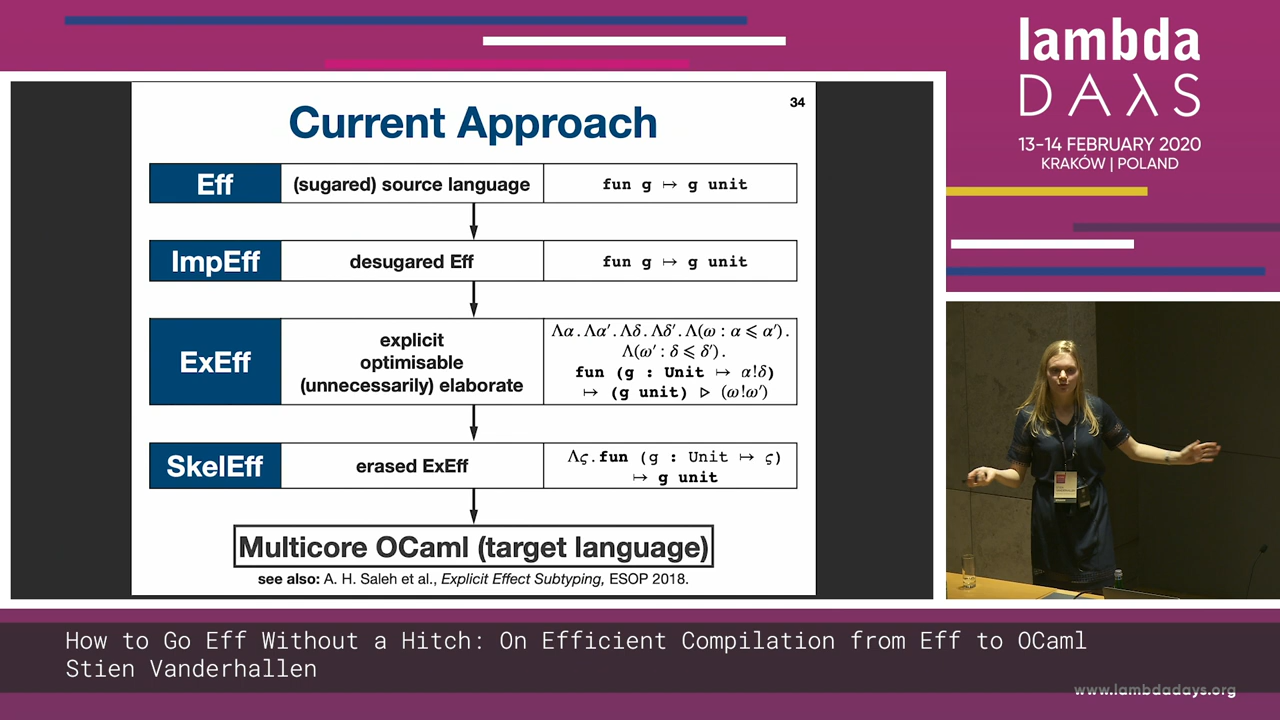 lambda
DAλS
13-14 FEBRUARY 2020
KRAKÓW | POLAND
34
Current Approach
Eff (sugared) source language fun g ↦ g unit
ImpEff desugared Eff fun g ↦ g unit
ExEff
explicit
optimisable
(unnecessarily) elaborate
Λα.Λα′.Λδ.Λδ′.Λ(ω : α ⩽ α′).
Λ(ω′ : δ ⩽ δ′).
fun (g : Unit ↦ α!δ)
↦ (g unit) ▷ (ω!ω′)
SkelEff erased ExEff
Λς.fun (g : Unit ↦ ς)
↦ g unit
Multicore OCaml (target language)
see also: A. H. Saleh et al., Explicit Effect Subtyping, ESOP 2018.
How to Go Eff Without a Hitch: On Efficient Compilation from Eff to OCaml
Stien Vanderhallen
www.lambdadays.org